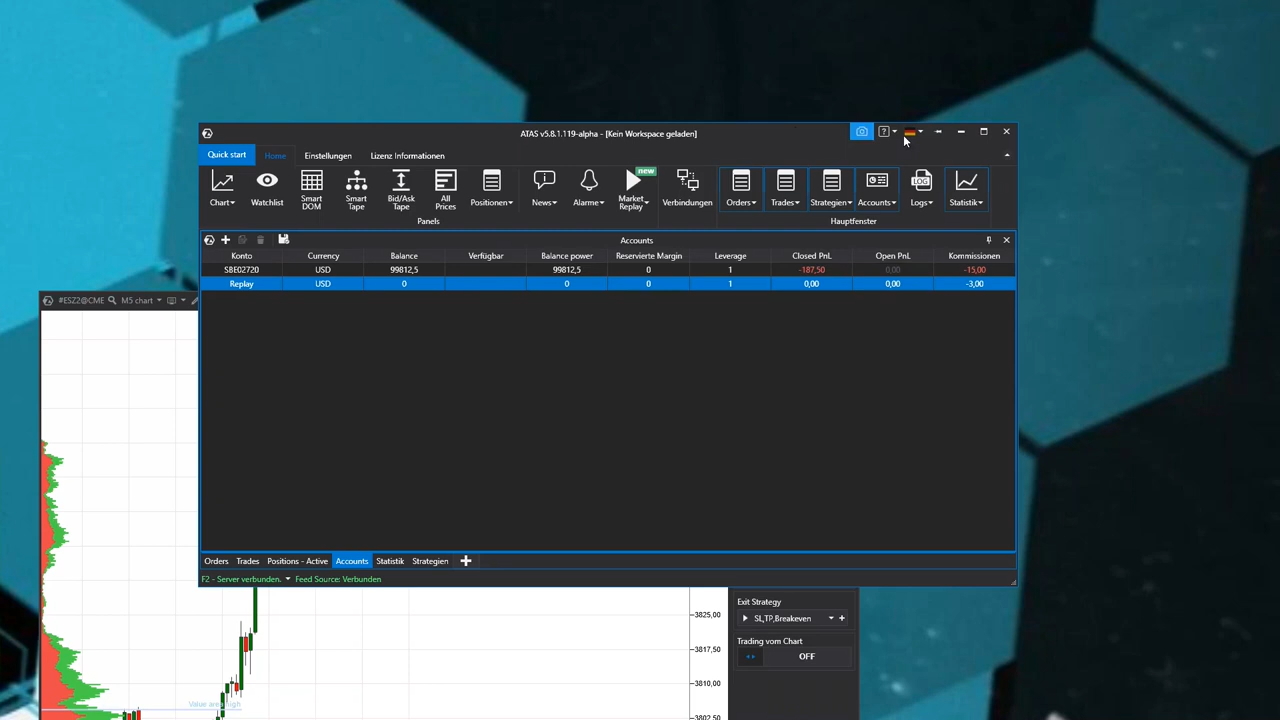 ATAS v5.8.1.119-alpha - [Kein Workspace geladen]
Quick start Home Einstellungen Lizenz Informationen
new
Chart Watchlist Smart DOM Smart Tape Bid/Ask Tape All Prices Positionen News Alarme Market Replay Verbindungen Orders Trades Strategien Accounts LOG Logs Statistik
Panels Hauptfenster
Accounts
Konto Currency Balance Verfügbar Balance power Reservierte Margin Leverage Closed PnL Open PnL Kommissionen
SBE02720 USD 99812,5 99812,5 0 1 -187,50 0,00 -15,00
Replay USD 0 0 0 1 0,00 0,00 -3,00
#ESZ2@CME M5 chart
Orders Trades Positions - Active Accounts Statistik Strategien
F2 - Server verbunden. Feed Source: Verbunden
Exit Strategy
3825,00
SL,TP,Breakeven
Trading vom Chart
3817,50
OFF
3810,00
Value area high
3802,50